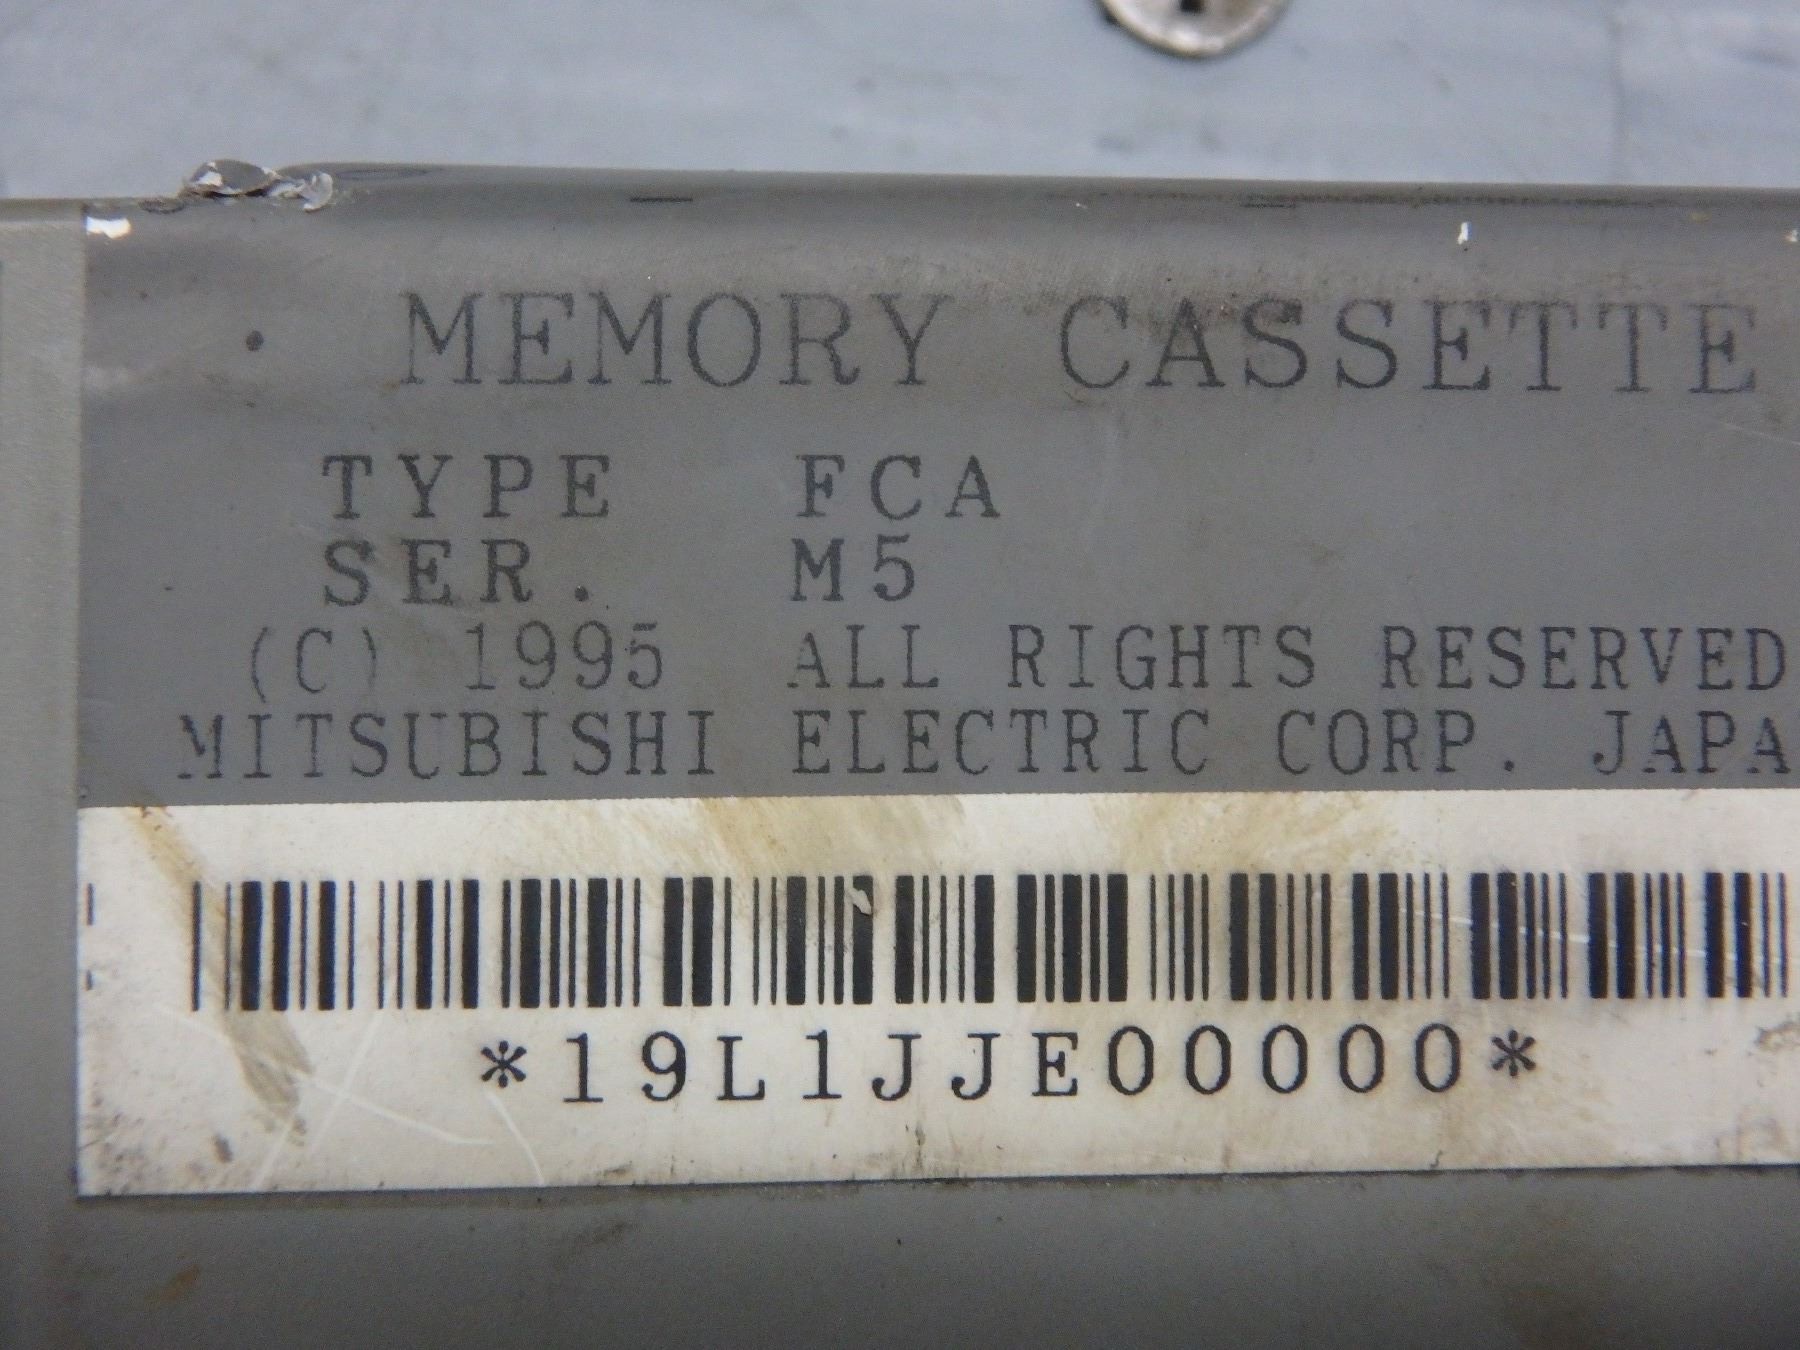 · MEMORY CASSETTE
TYPE FCA
SER. M5
(C) 1995 ALL RIGHTS RESERVED
MITSUBISHI ELECTRIC CORP. JAPA
*19L1JJE00000*